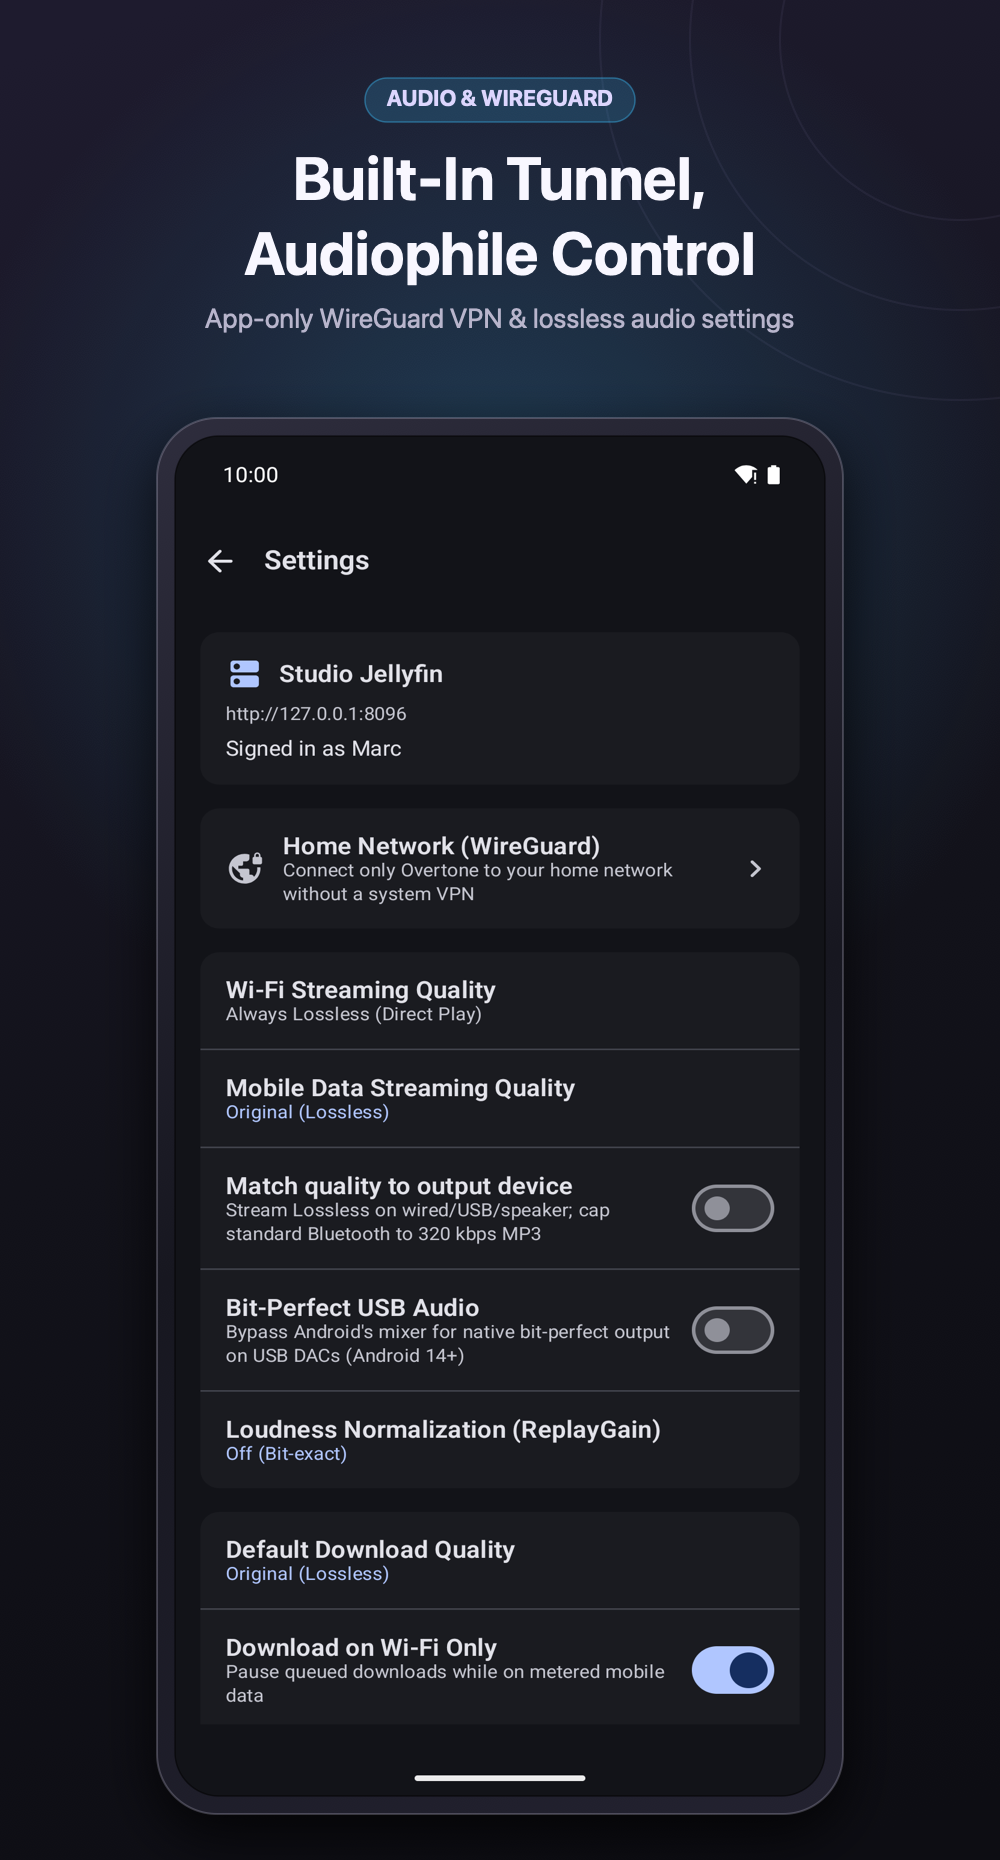 AUDIO & WIREGUARD
Built-In Tunnel,
Audiophile Control
App-only WireGuard VPN & lossless audio settings
10:00
Settings
Studio Jellyfin
http://127.0.0.1:8096
Signed in as Marc
Home Network (WireGuard)
Connect only Overtone to your home network
without a system VPN
Wi-Fi Streaming Quality
Always Lossless (Direct Play)
Mobile Data Streaming Quality
Original (Lossless)
Match quality to output device
Stream Lossless on wired/USB/speaker; cap
standard Bluetooth to 320 kbps MP3
Bit-Perfect USB Audio
Bypass Android's mixer for native bit-perfect output
on USB DACs (Android 14+)
Loudness Normalization (ReplayGain)
Off (Bit-exact)
Default Download Quality
Original (Lossless)
Download on Wi-Fi Only
Pause queued downloads while on metered mobile
data